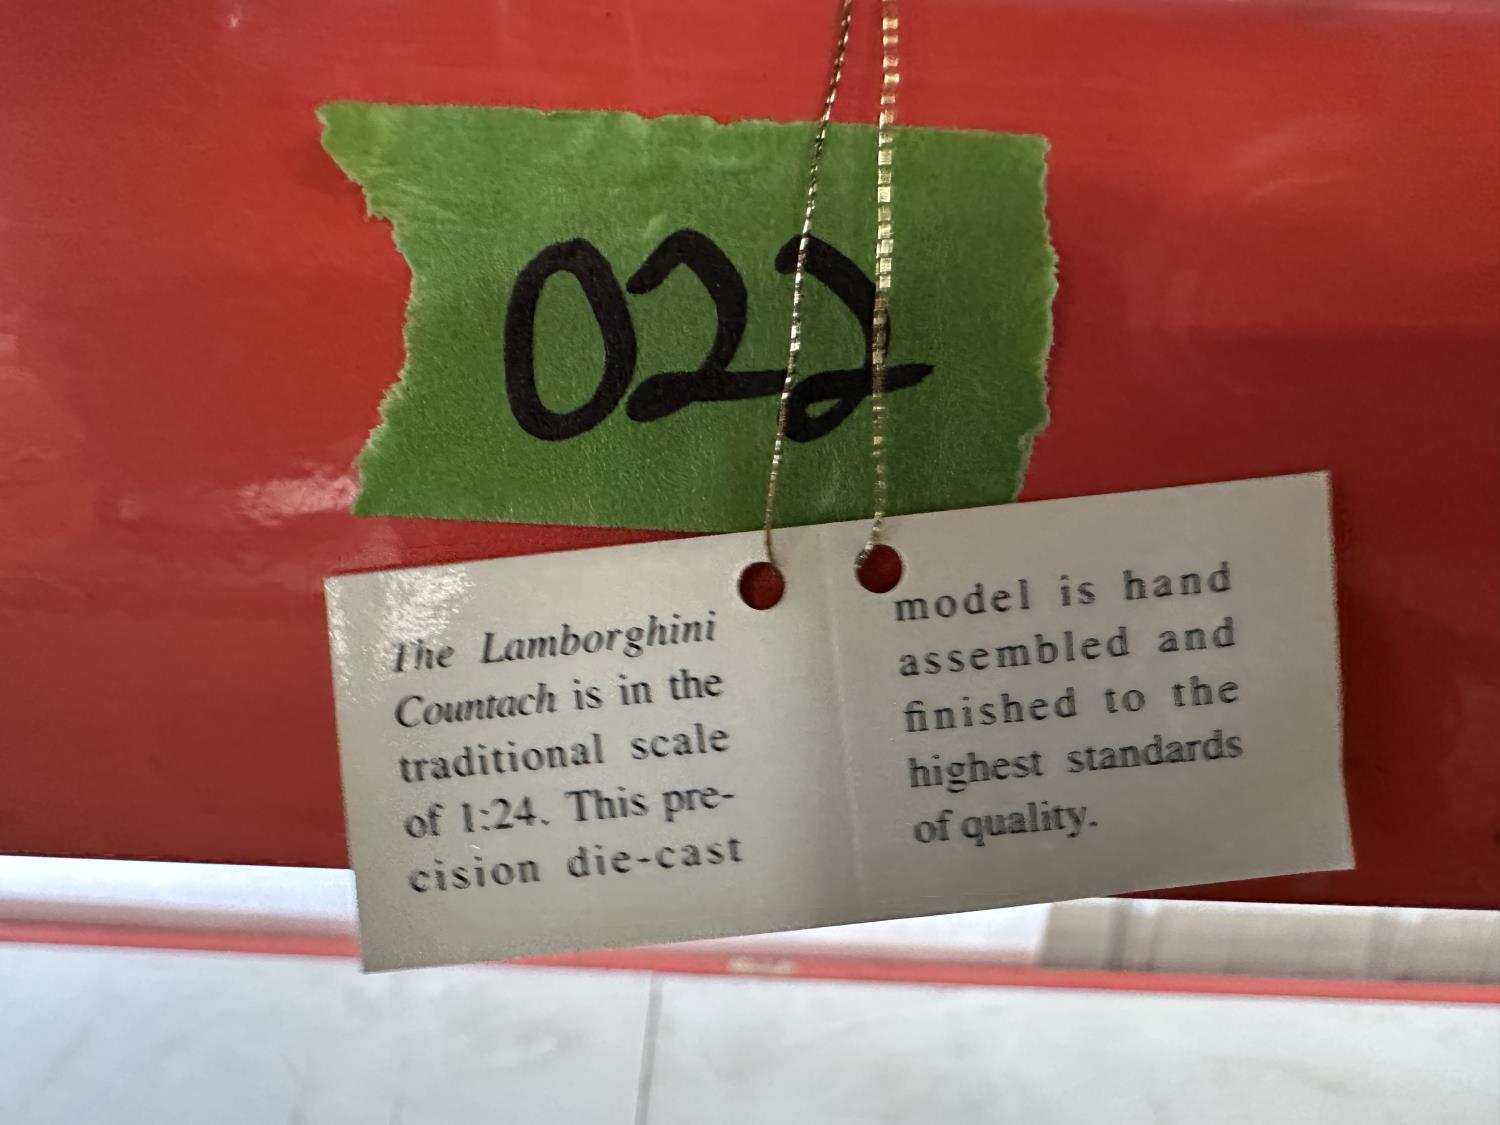 022
The Lamborghini
Countach is in the
traditional scale
of 1:24. This pre-
cision die-cast
model is hand
assembled and
finished to the
highest standards
of quality.